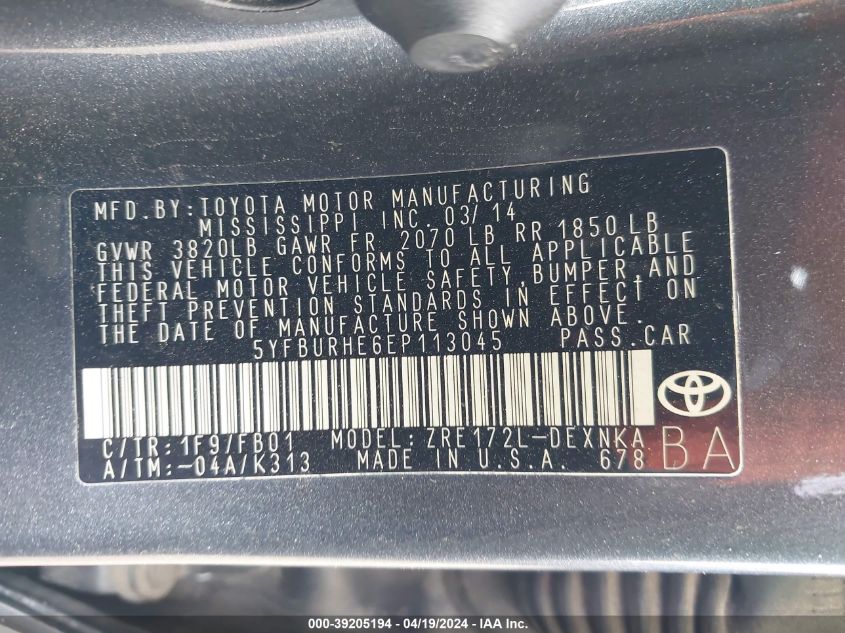 MFD. BY: TOYOTA MOTOR MANUFACTURING
MISSISSIPPI INC. 03/14
GVWR 3820LB GAWR FR. 2070 LB RR 1850 LB
THIS VEHICLE CONFORMS TO ALL APPLICABLE
FEDERAL MOTOR VEHICLE SAFETY, BUMPER, AND
THEFT PREVENTION STANDARDS IN EFFECT ON
THE DATE OF MANUFACTURE SHOWN ABOVE.
5YFBURHE6EP113045 PASS. CAR
C/TR: 1F9/FB01 MODEL: ZRE172L-DEXNKA
A/TM: -04A/K313 MADE IN U.S.A. 678 BA
000-39205194 - 04/19/2024 - IAA Inc.